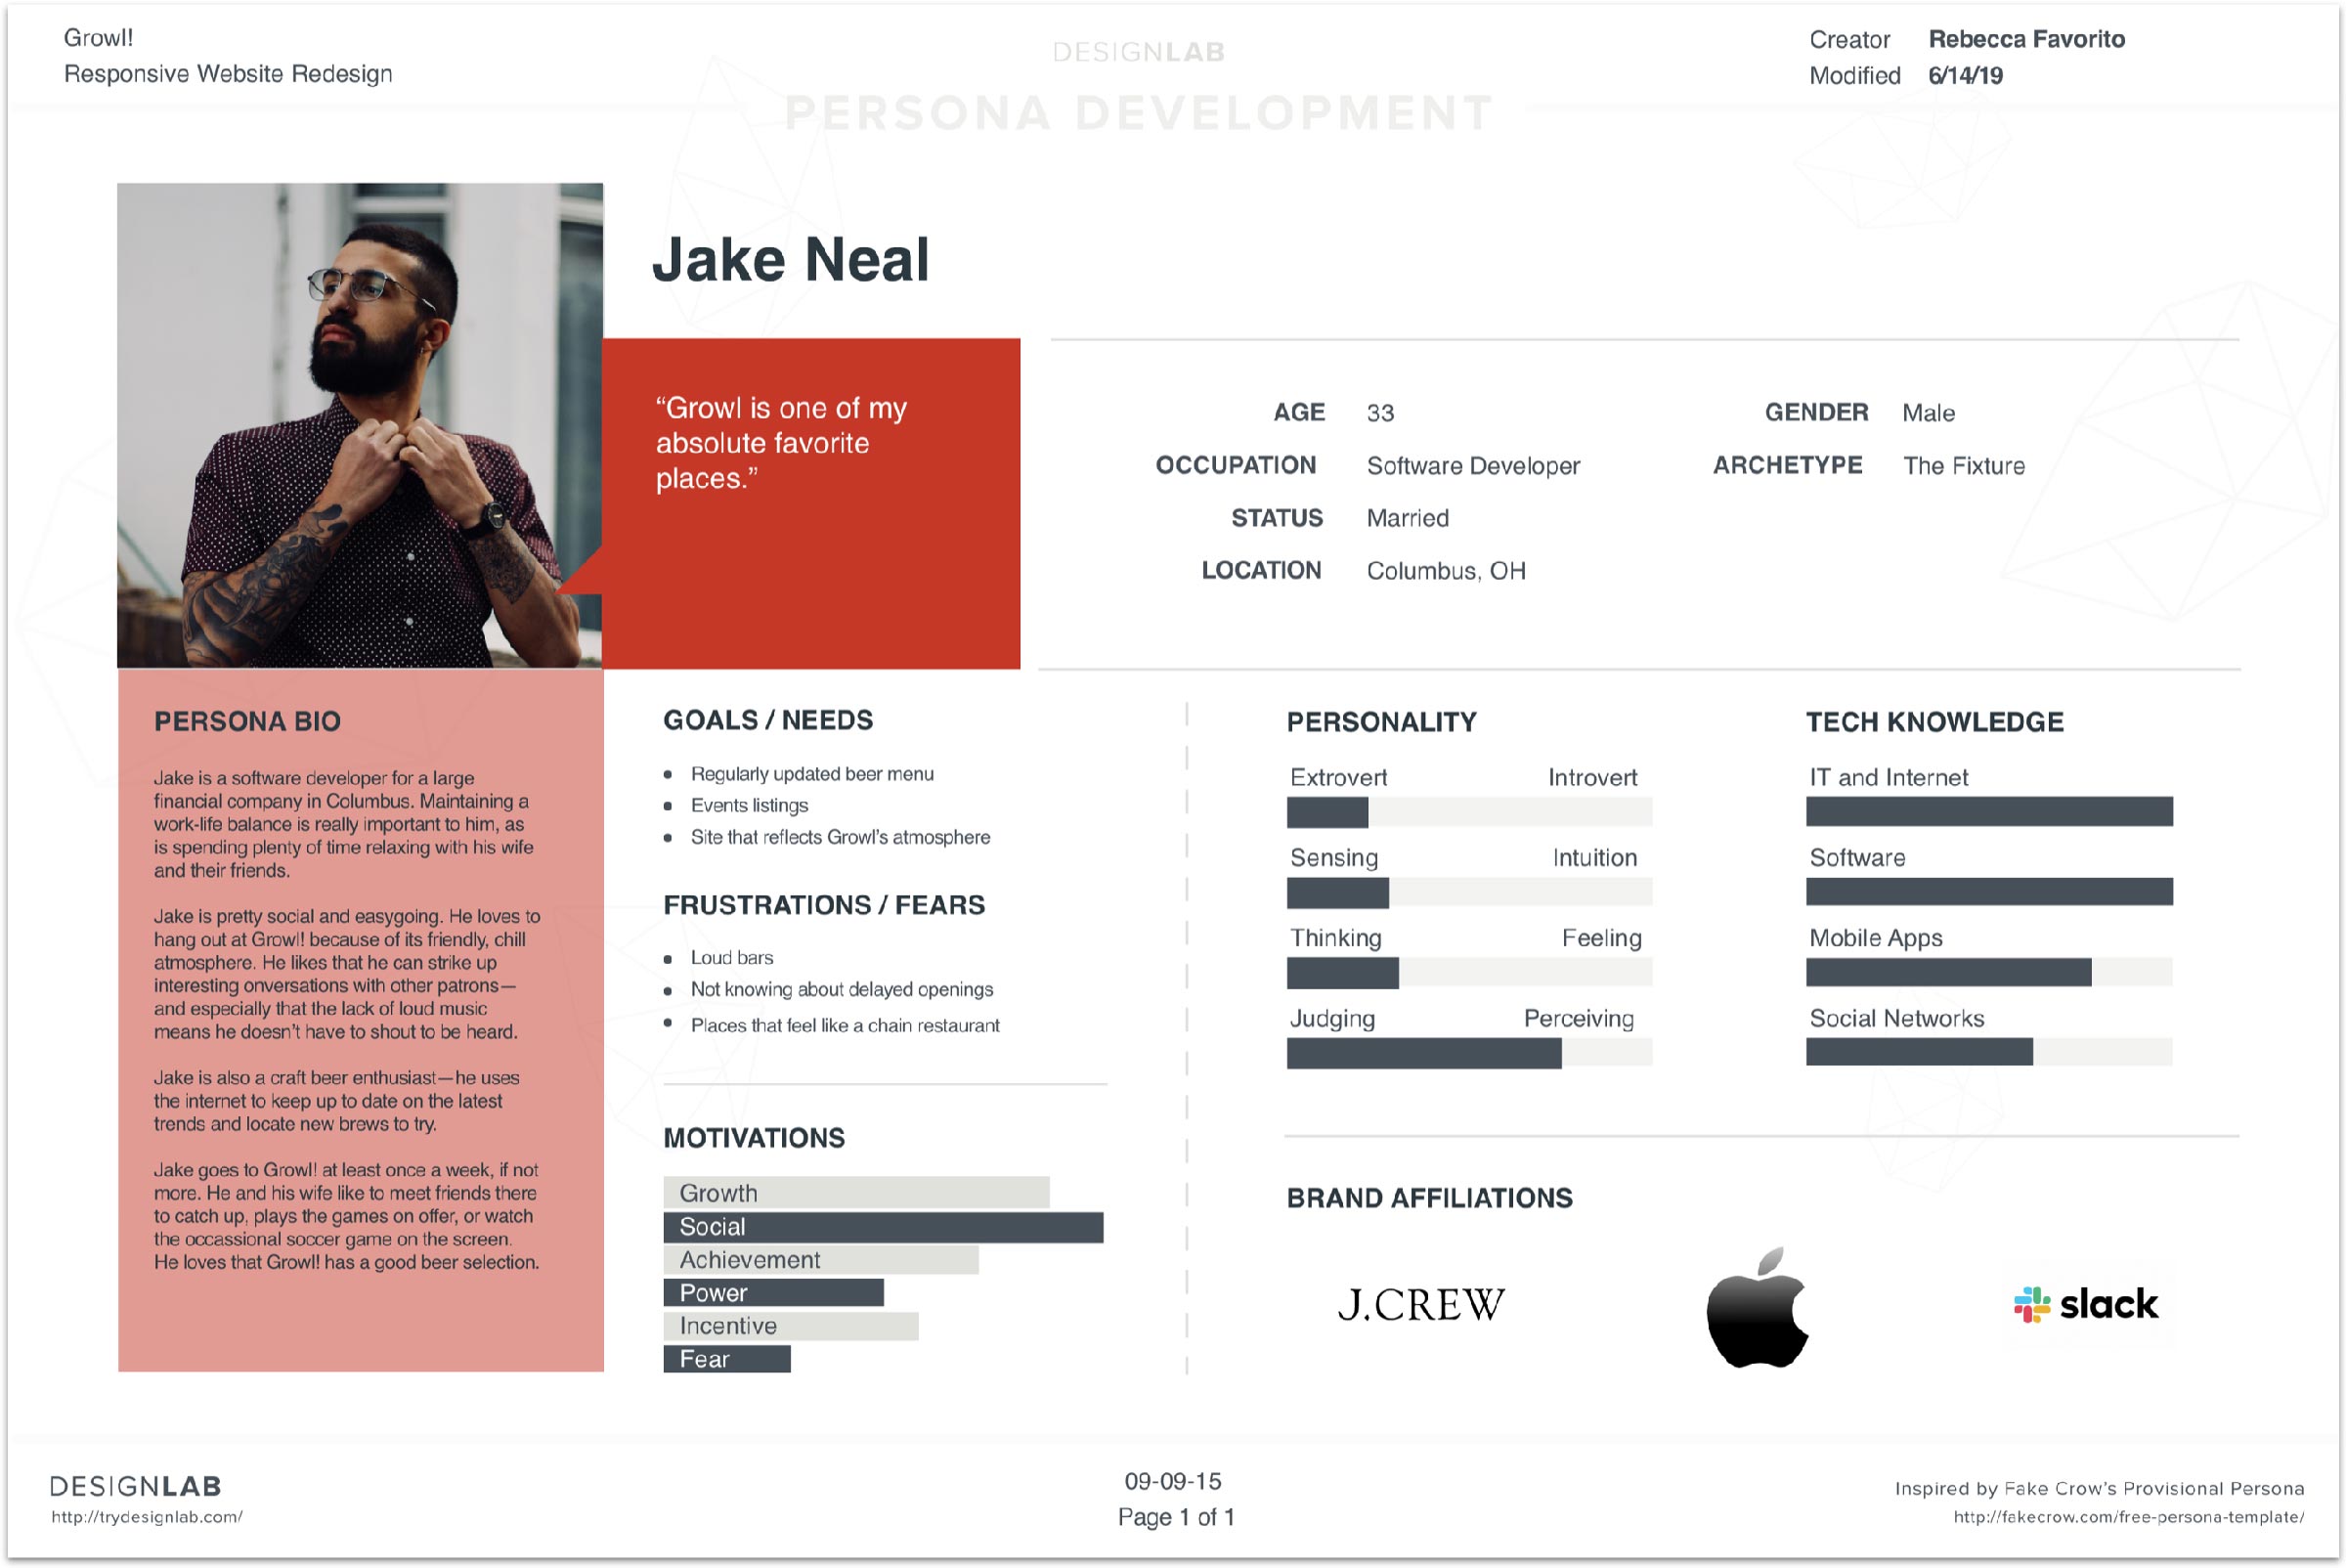 Growl!
Responsive Website Redesign
DESIGNLAB
PERSONA DEVELOPMENT
Creator Rebecca Favorito
Modified 6/14/19
Jake Neal
“Growl is one of my
absolute favorite
places.”
AGE 33
OCCUPATION Software Developer
STATUS Married
LOCATION Columbus, OH
GENDER Male
ARCHETYPE The Fixture
PERSONA BIO
Jake is a software developer for a large
financial company in Columbus. Maintaining a
work-life balance is really important to him, as
is spending plenty of time relaxing with his wife
and their friends.
Jake is pretty social and easygoing. He loves to
hang out at Growl! because of its friendly, chill
atmosphere. He likes that he can strike up
interesting onversations with other patrons—
and especially that the lack of loud music
means he doesn’t have to shout to be heard.
Jake is also a craft beer enthusiast—he uses
the internet to keep up to date on the latest
trends and locate new brews to try.
Jake goes to Growl! at least once a week, if not
more. He and his wife like to meet friends there
to catch up, plays the games on offer, or watch
the occassional soccer game on the screen.
He loves that Growl! has a good beer selection.
GOALS / NEEDS
Regularly updated beer menu
Events listings
Site that reflects Growl’s atmosphere
FRUSTRATIONS / FEARS
Loud bars
Not knowing about delayed openings
Places that feel like a chain restaurant
MOTIVATIONS
Growth
Social
Achievement
Power
Incentive
Fear
PERSONALITY
Extrovert Introvert
Sensing Intuition
Thinking Feeling
Judging Perceiving
TECH KNOWLEDGE
IT and Internet
Software
Mobile Apps
Social Networks
BRAND AFFILIATIONS
J.CREW
slack
DESIGNLAB
http://trydesignlab.com/
09-09-15
Page 1 of 1
Inspired by Fake Crow’s Provisional Persona
http://fakecrow.com/free-persona-template/